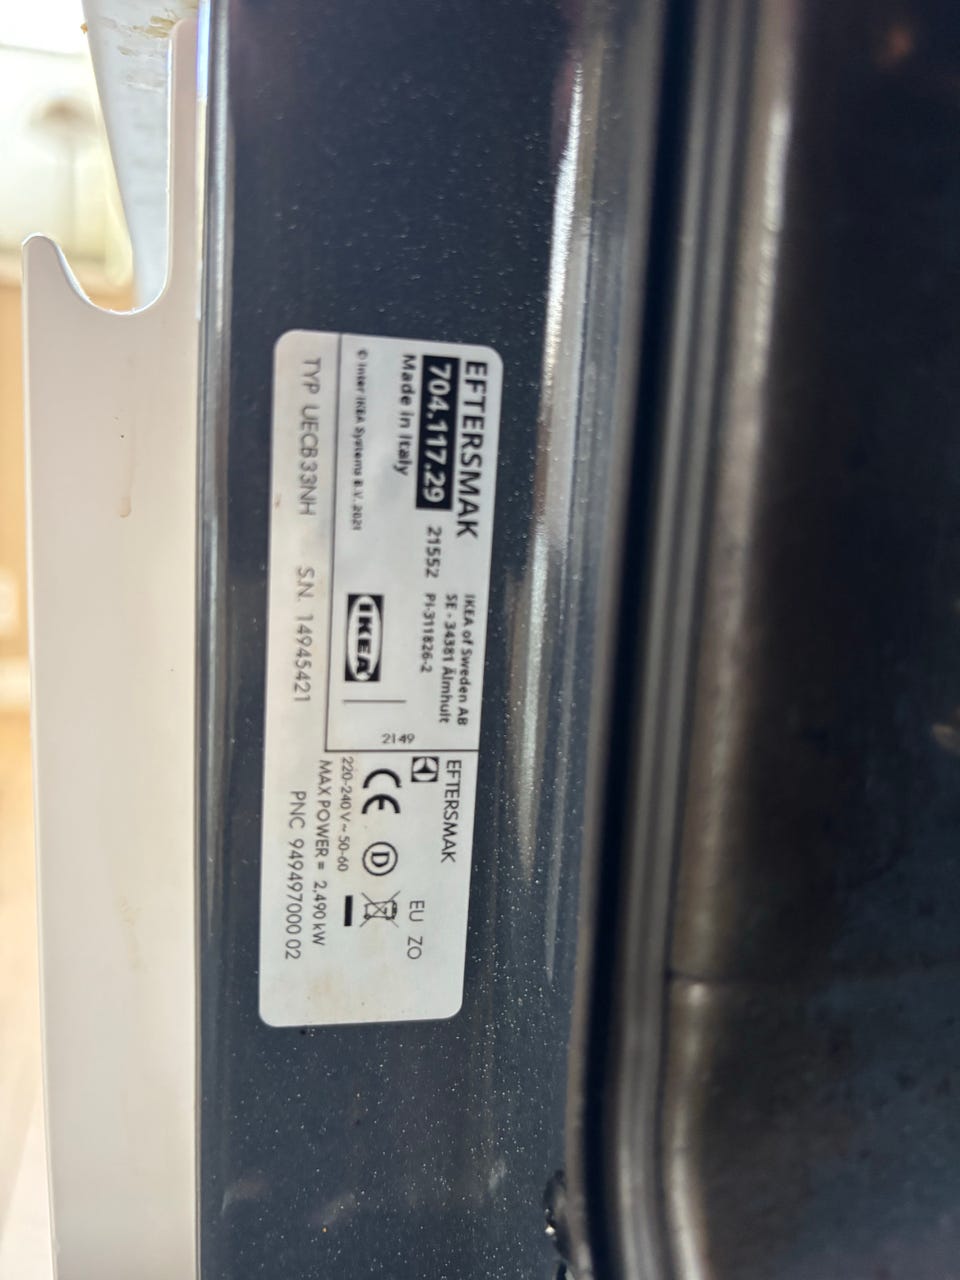 EFTERSMAK
704.117.29 21552
Made in Italy
IKEA of Sweden AB
SE - 34381 Älmhult
PI-311826-2
© Inter IKEA Systems B.V. 2021
IKEA
2149
EFTERSMAK
EU ZO
CE D
220-240 V ~ 50-60
MAX POWER = 2,490 kW
TYP UECB33NH S.N. 14945421 PNC 949497000 02